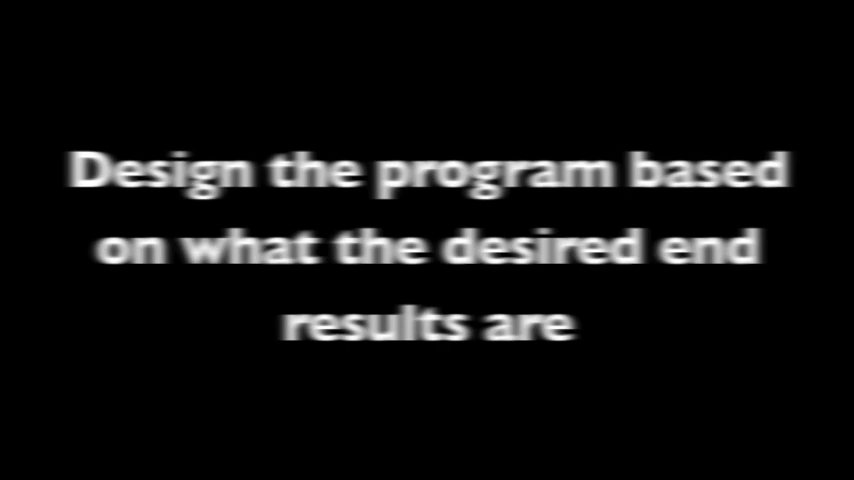 Design the program based
on what the desired end
results are